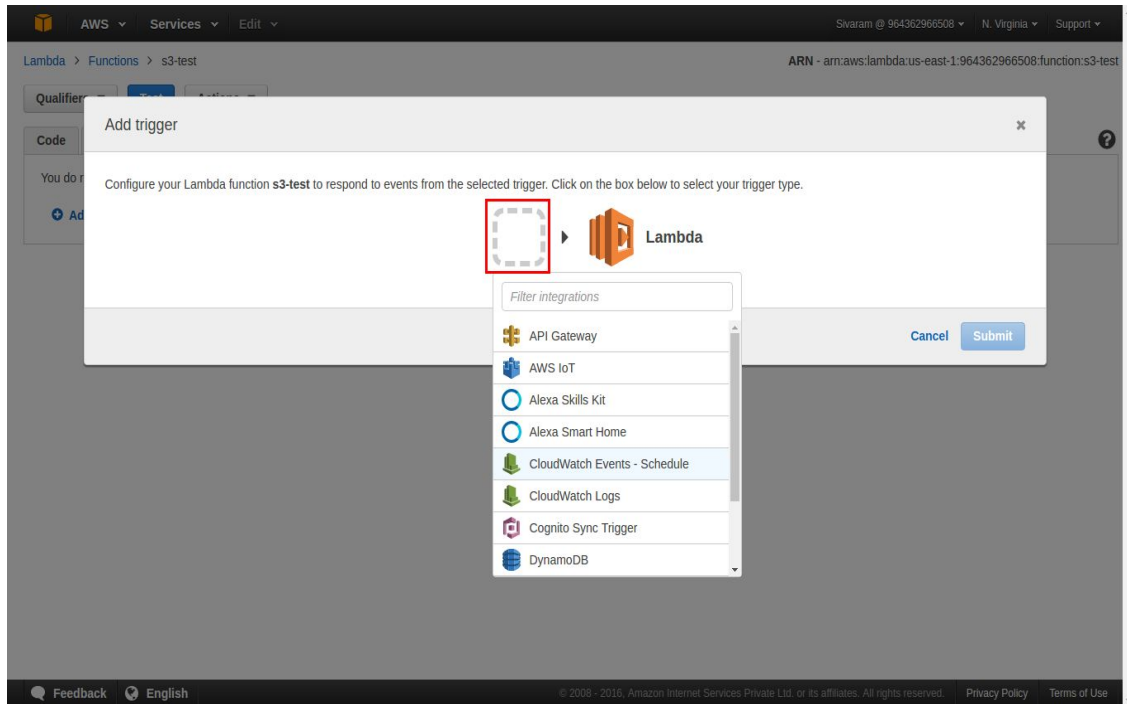 AWS Services Edit Sivaram @ 964362966508 N. Virginia Support
Lambda > Functions > s3-test ARN - arn:aws:lambda:us-east-1:964362966508:function:s3-test
Add trigger
Code
You do
Configure your Lambda function s3-test to respond to events from the selected trigger. Click on the box below to select your trigger type.
Lambda
Filter integrations
API Gateway
Cancel Submit
AWS IoT
Alexa Skills Kit
Alexa Smart Home
CloudWatch Events - Schedule
CloudWatch Logs
Cognito Sync Trigger
DynamoDB
Feedback English © 2008 - 2016, Amazon Internet Services Private Ltd. or its affiliates. All rights reserved. Privacy Policy Terms of Use